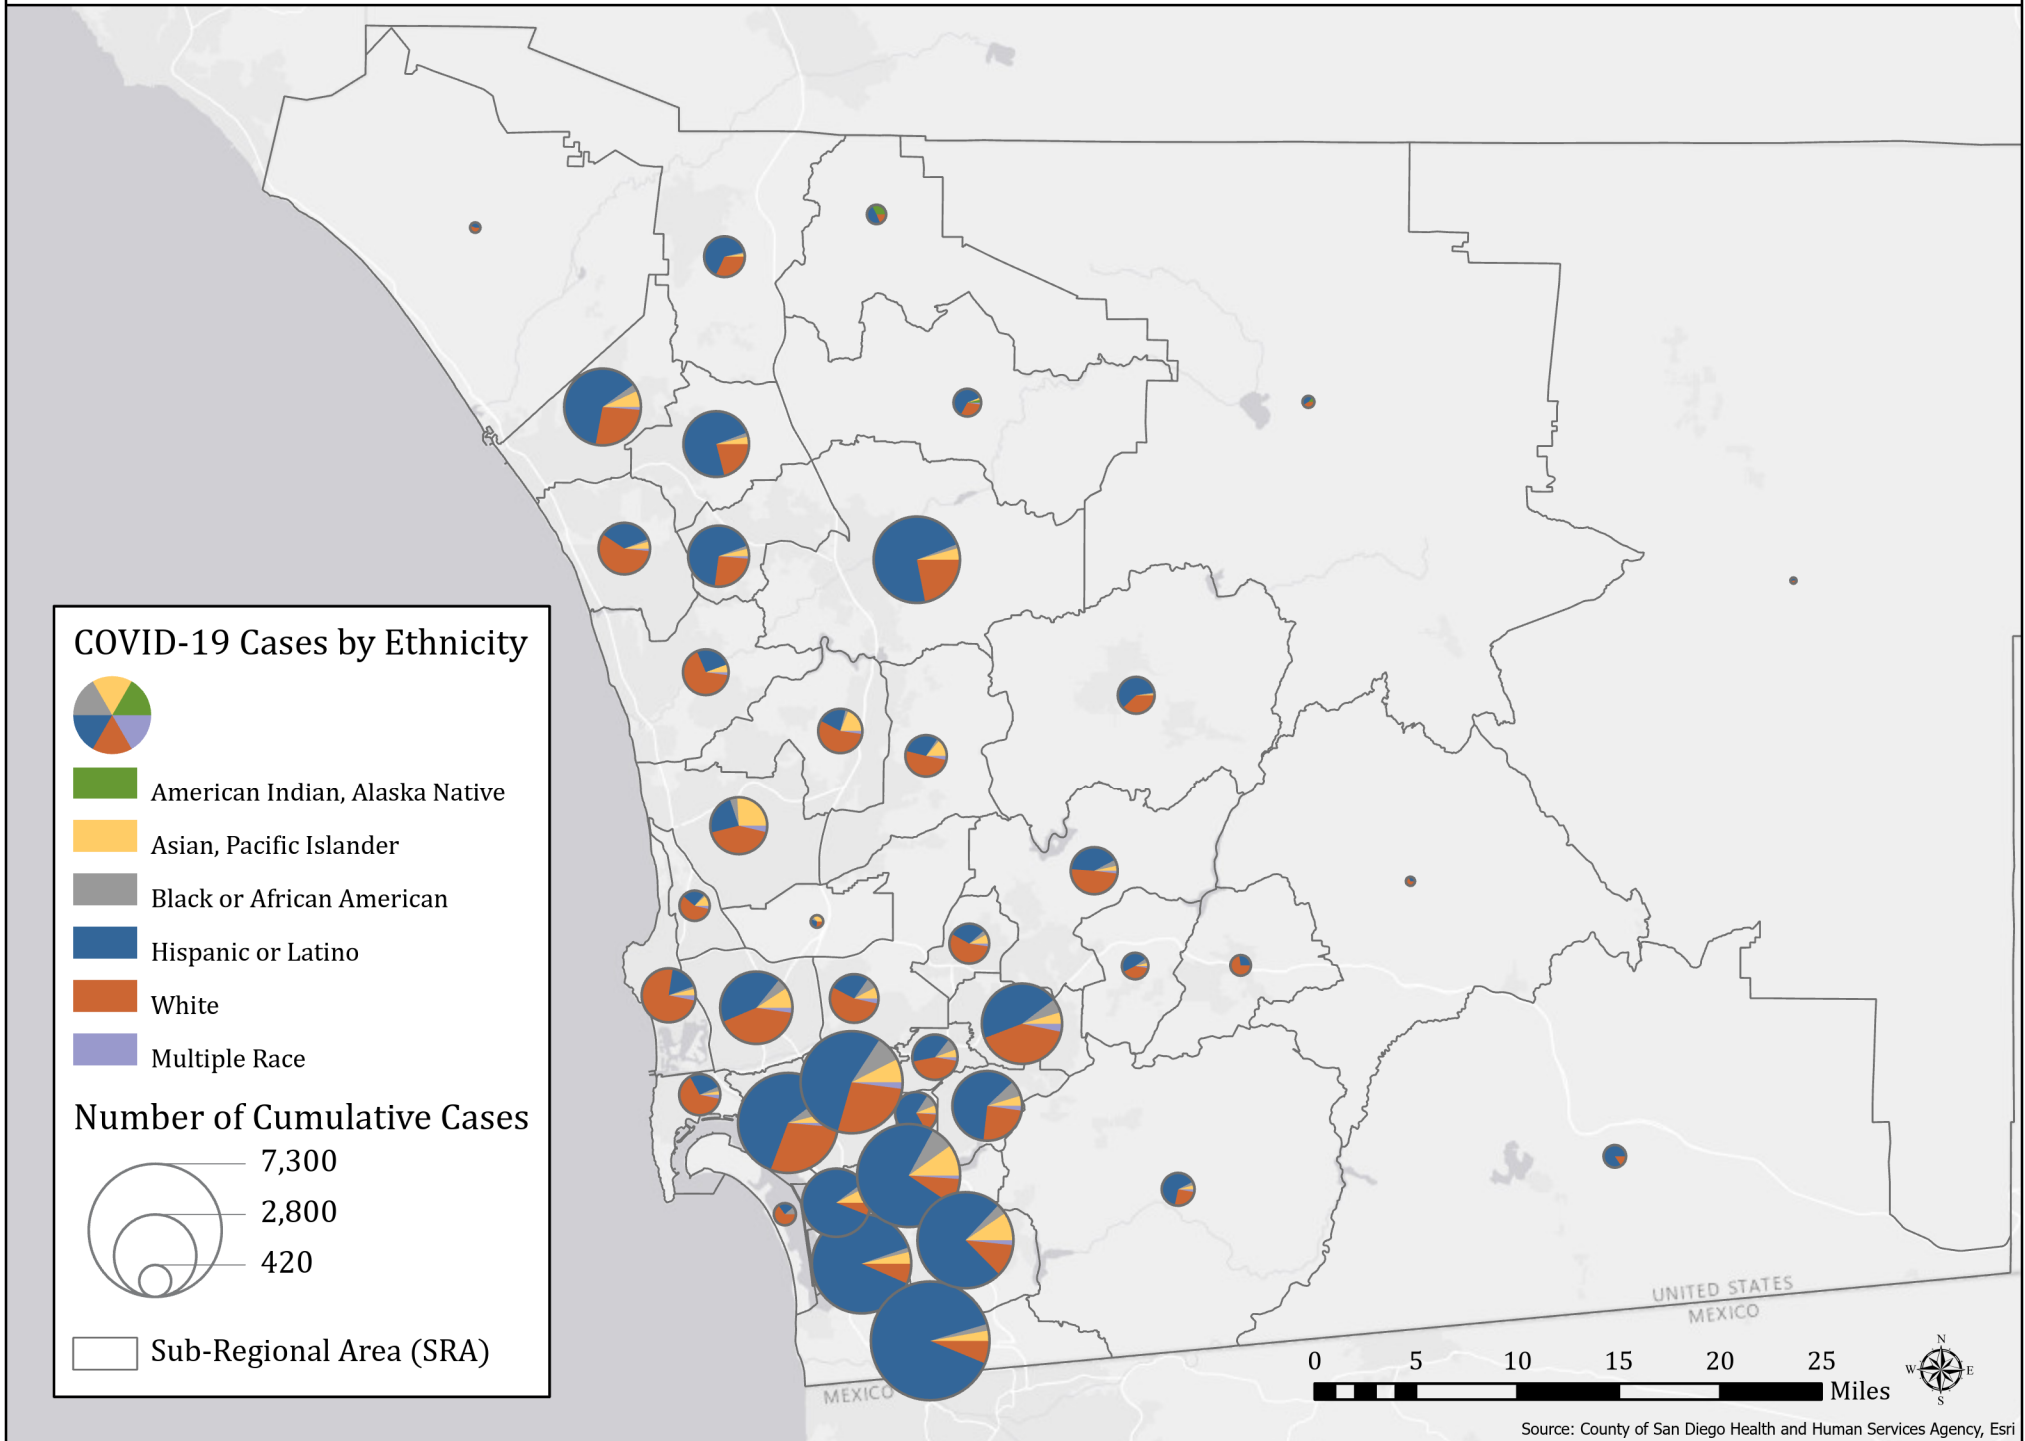 COVID-19 Cases by Ethnicity
American Indian, Alaska Native
Asian, Pacific Islander
Black or African American
Hispanic or Latino
White
Multiple Race
Number of Cumulative Cases
7,300
2,800
420
Sub-Regional Area (SRA)
UNITED STATES
MEXICO
MEXICO
0 5 10 15 20 25
Miles
N
W E
S
Source: County of San Diego Health and Human Services Agency, Esri